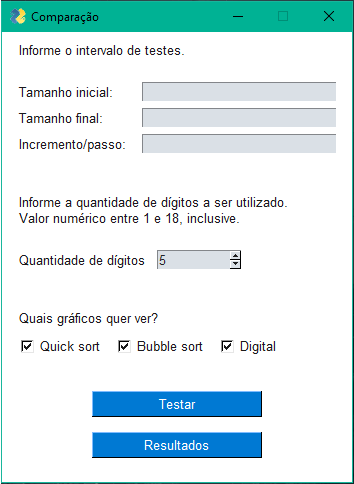 Comparação
Informe o intervalo de testes.
Tamanho inicial:
Tamanho final:
Incremento/passo:
Informe a quantidade de dígitos a ser utilizado.
Valor numérico entre 1 e 18, inclusive.
Quantidade de dígitos 5
Quais gráficos quer ver?
Quick sort Bubble sort Digital
Testar
Resultados